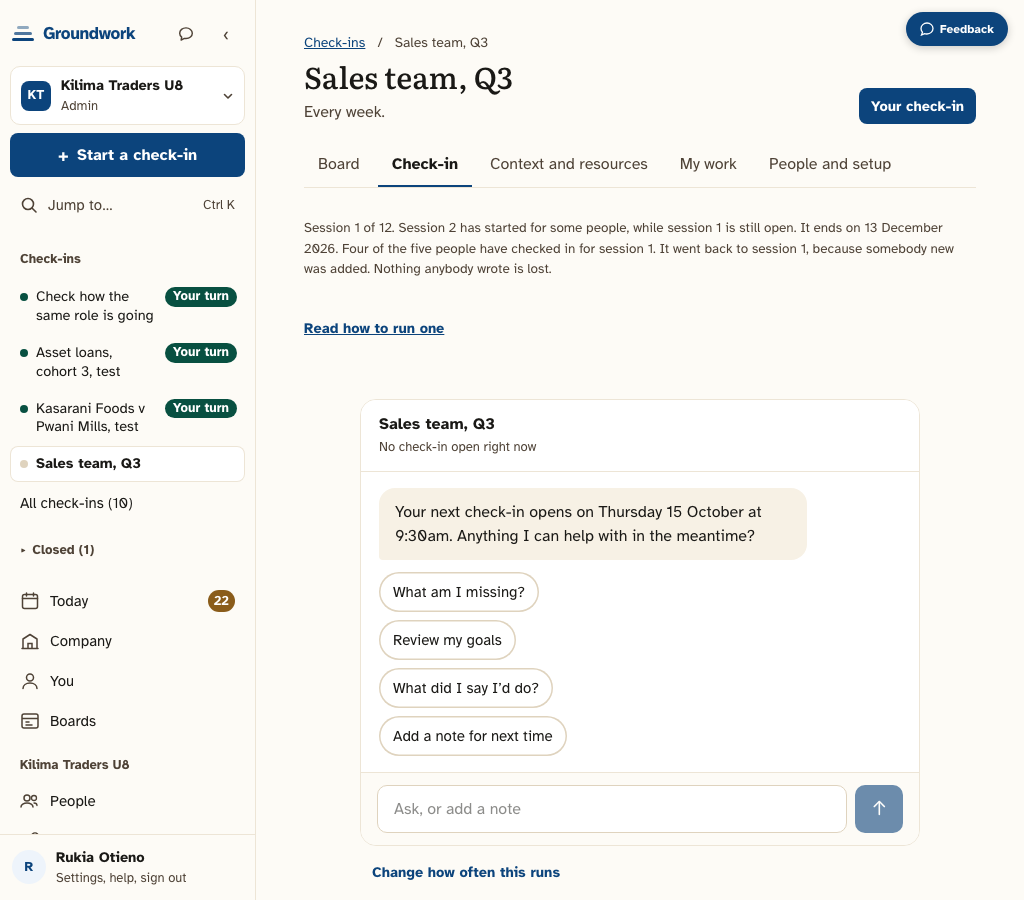 Groundwork
KT
Kilima Traders U8
Admin
+ Start a check-in
Jump to...
Ctrl K
Check-ins
Check how the
same role is going
Your turn
Asset loans,
cohort 3, test
Your turn
Kasarani Foods v
Pwani Mills, test
Your turn
Sales team, Q3
All check-ins (10)
Closed (1)
Today
22
Company
You
Boards
Kilima Traders U8
People
R
Rukia Otieno
Settings, help, sign out
Feedback
Check-ins / Sales team, Q3
Sales team, Q3
Every week.
Your check-in
Board
Check-in
Context and resources
My work
People and setup
Session 1 of 12. Session 2 has started for some people, while session 1 is still open. It ends on 13 December
2026. Four of the five people have checked in for session 1. It went back to session 1, because somebody new
was added. Nothing anybody wrote is lost.
Read how to run one
Sales team, Q3
No check-in open right now
Your next check-in opens on Thursday 15 October at
9:30am. Anything I can help with in the meantime?
What am I missing?
Review my goals
What did I say I’d do?
Add a note for next time
Ask, or add a note
Change how often this runs